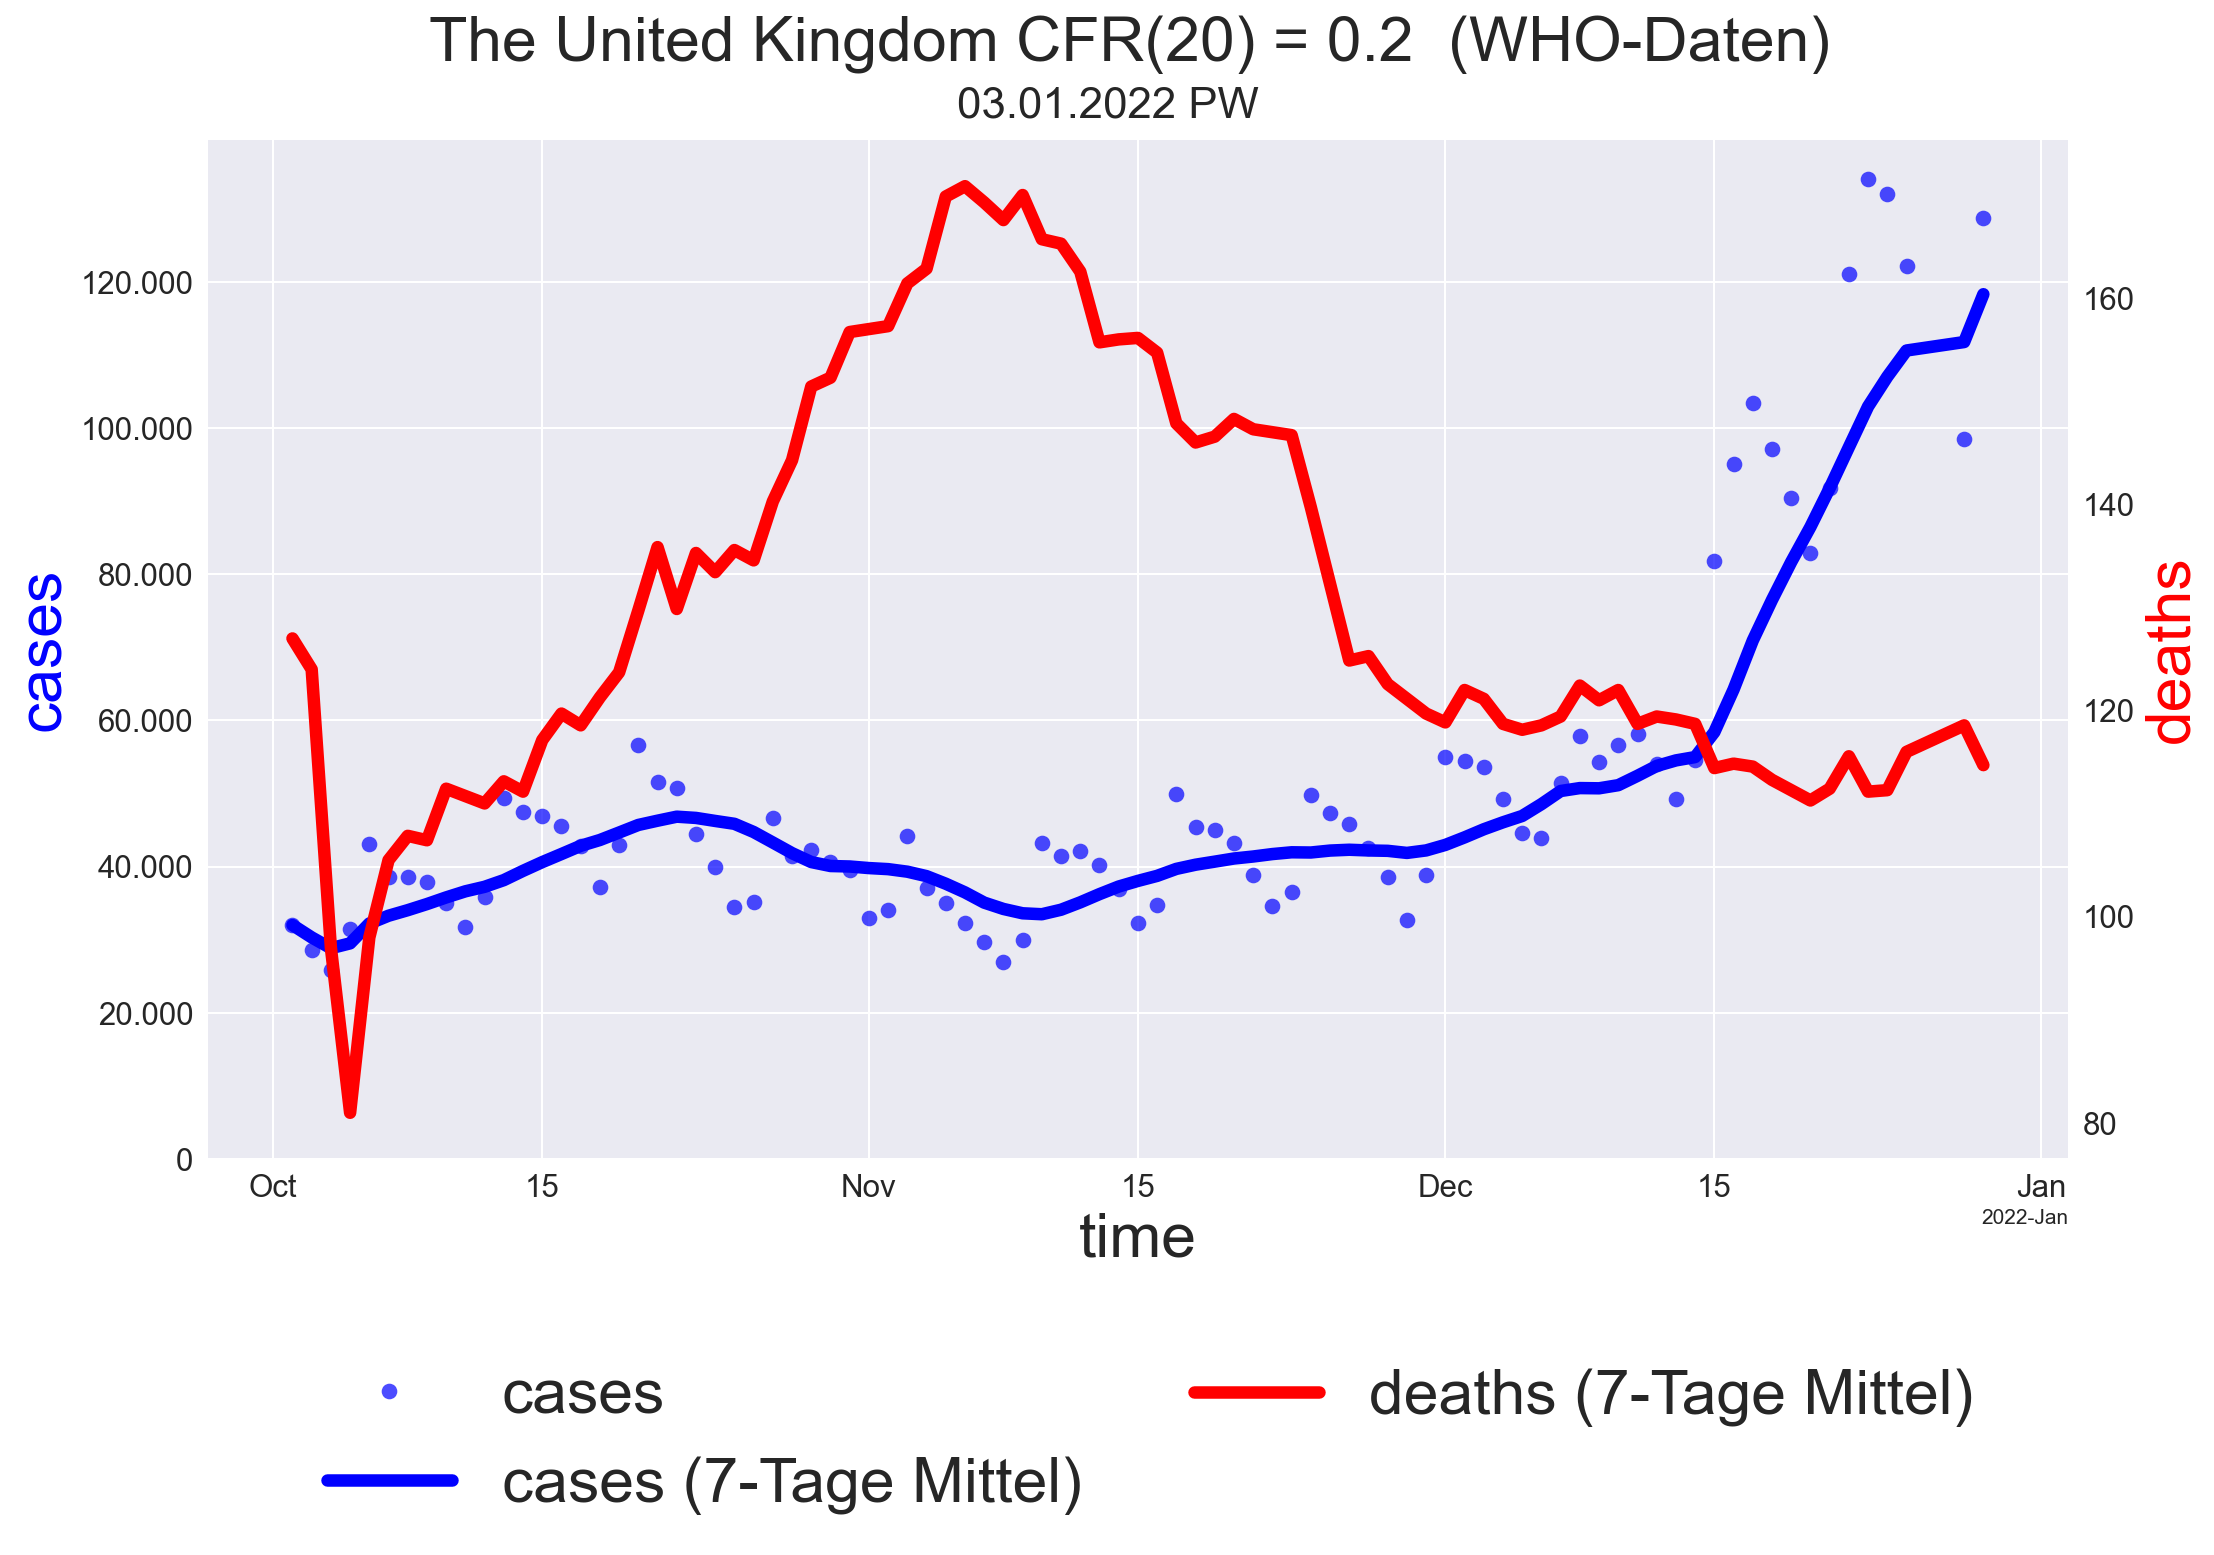 The United Kingdom CFR(20) = 0.2  (WHO-Daten)
03.01.2022 PW
cases
120.000
100.000
80.000
60.000
40.000
20.000
0
deaths
160
140
120
100
80
Oct 15 Nov 15 Dec 15 Jan
2022-Jan
time
cases
cases (7-Tage Mittel)
deaths (7-Tage Mittel)